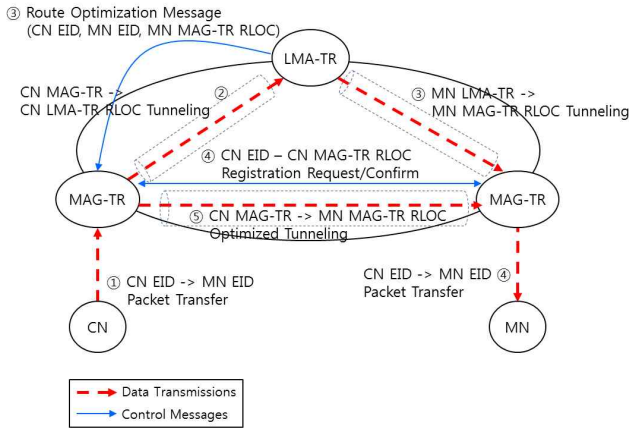 ③ Route Optimization Message
(CN EID, MN EID, MN MAG-TR RLOC)
LMA-TR
CN MAG-TR ->
CN LMA-TR RLOC Tunneling
②
③ MN LMA-TR ->
MN MAG-TR RLOC Tunneling
④ CN EID – CN MAG-TR RLOC
Registration Request/Confirm
MAG-TR
MAG-TR
⑤ CN MAG-TR -> MN MAG-TR RLOC
Optimized Tunneling
① CN EID -> MN EID
Packet Transfer
CN EID -> MN EID ④
Packet Transfer
CN
MN
Data Transmissions
Control Messages